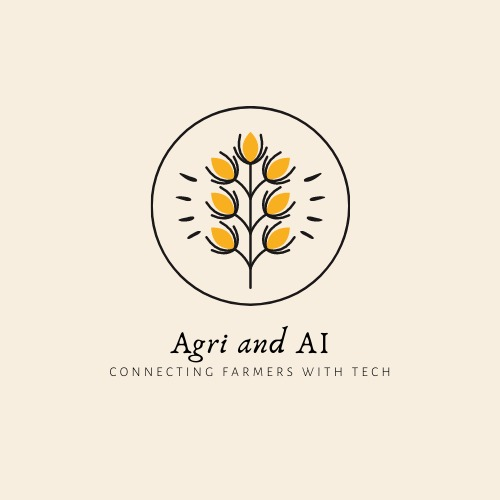 Agri and AI
CONNECTING FARMERS WITH TECH